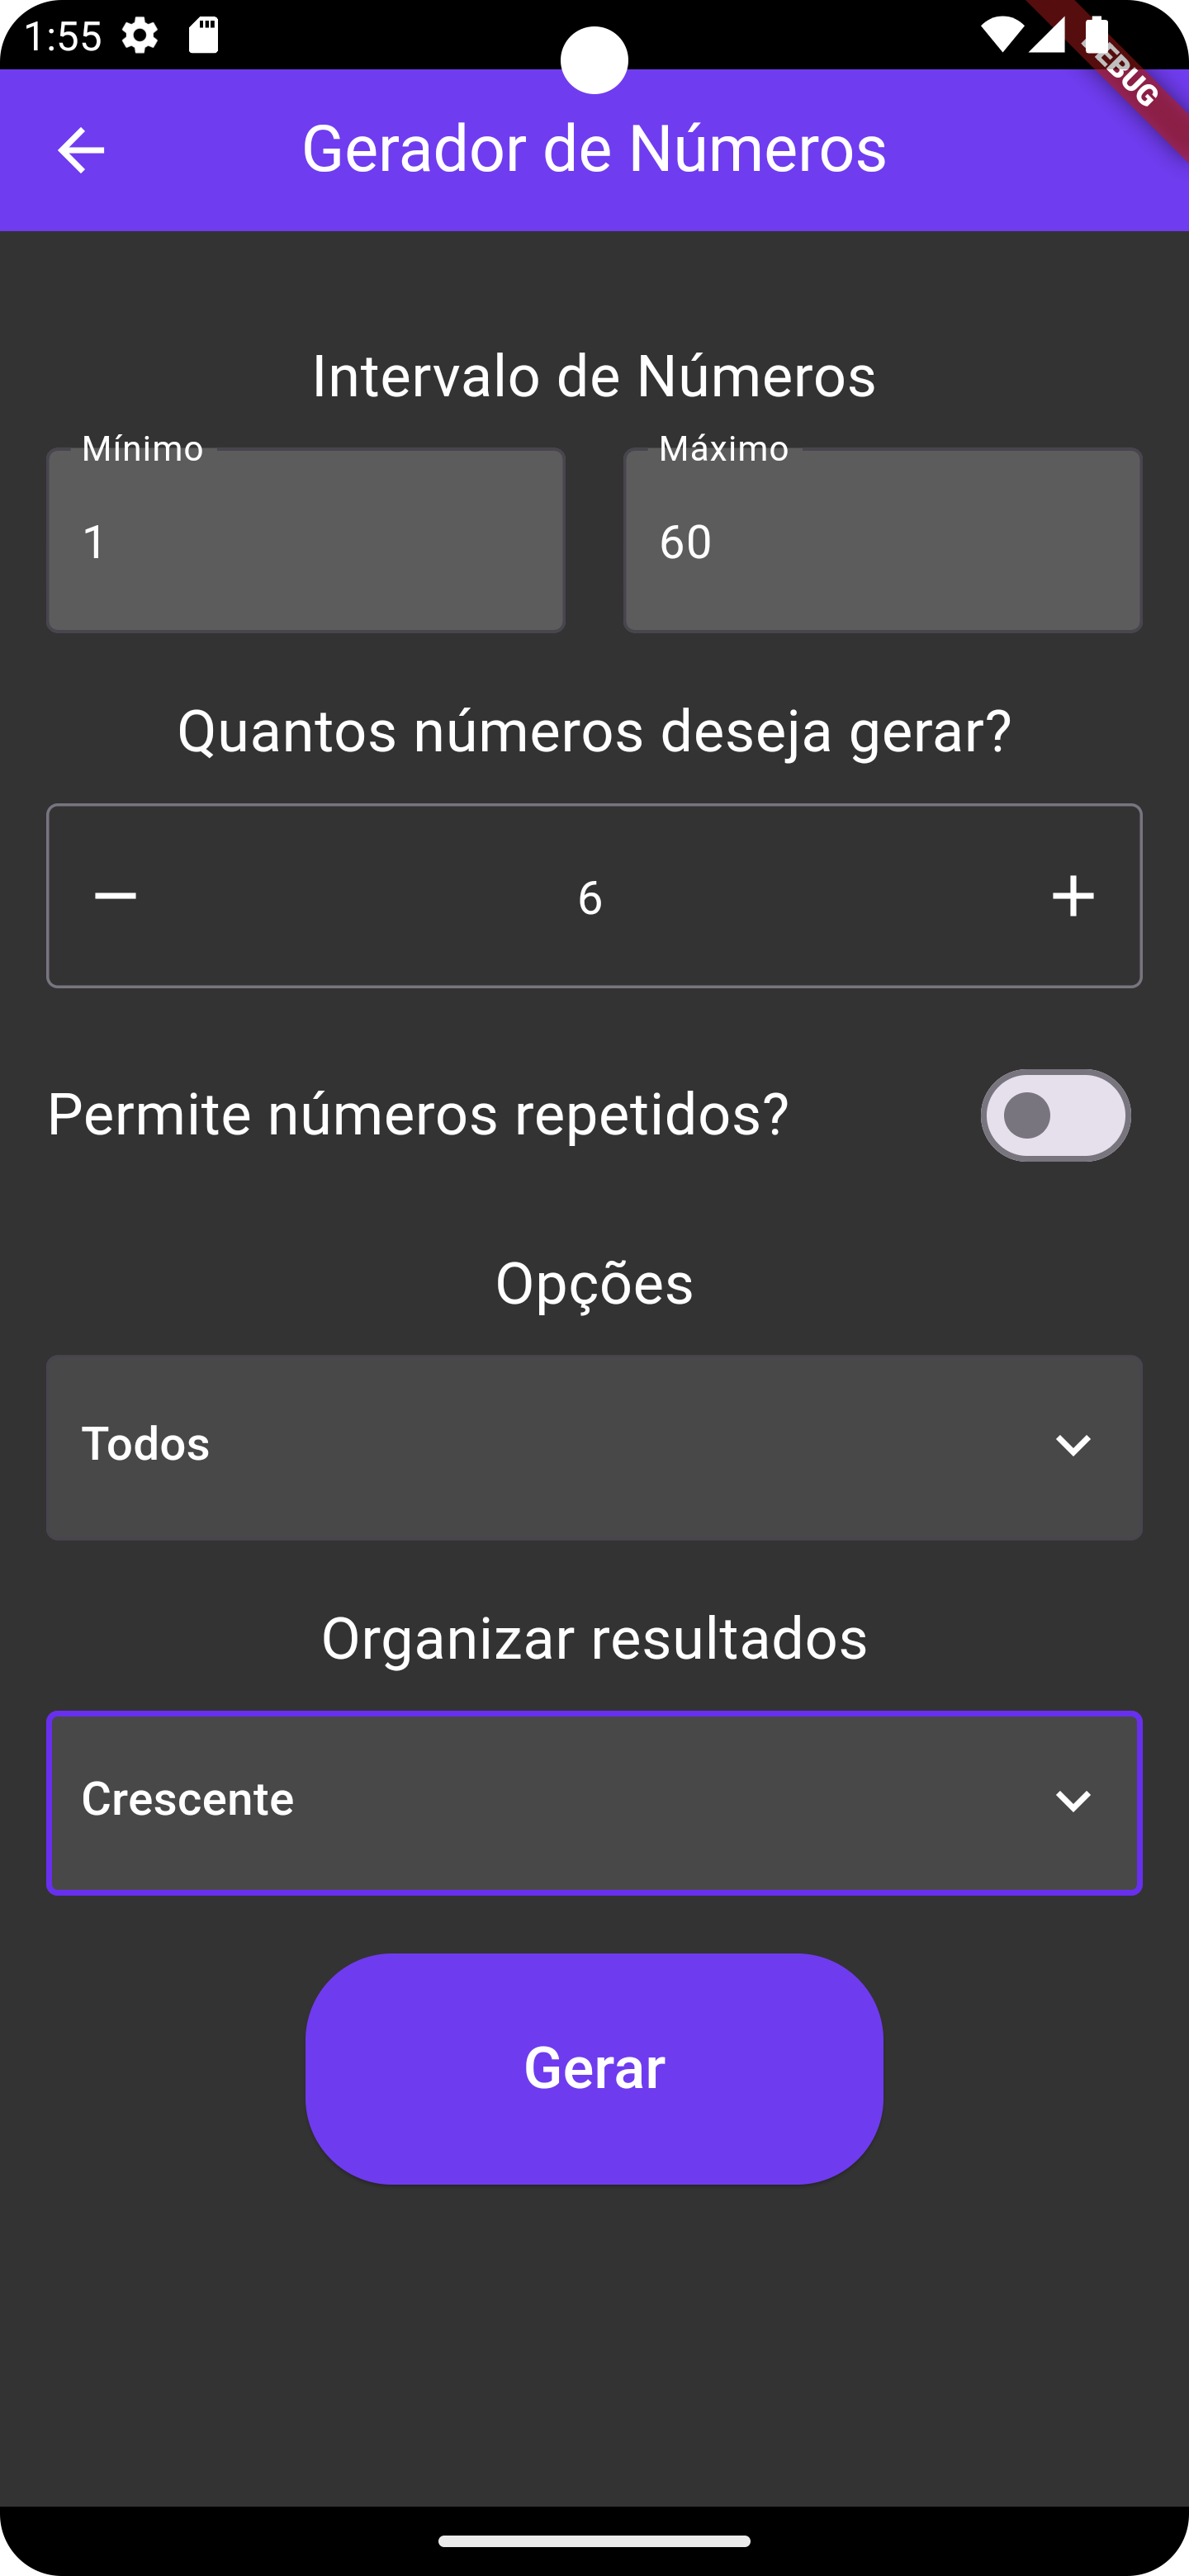 1:55
DEBUG
Gerador de Números
Intervalo de Números
Mínimo
Máximo
1
60
Quantos números deseja gerar?
6
Permite números repetidos?
Opções
Todos
Organizar resultados
Crescente
Gerar